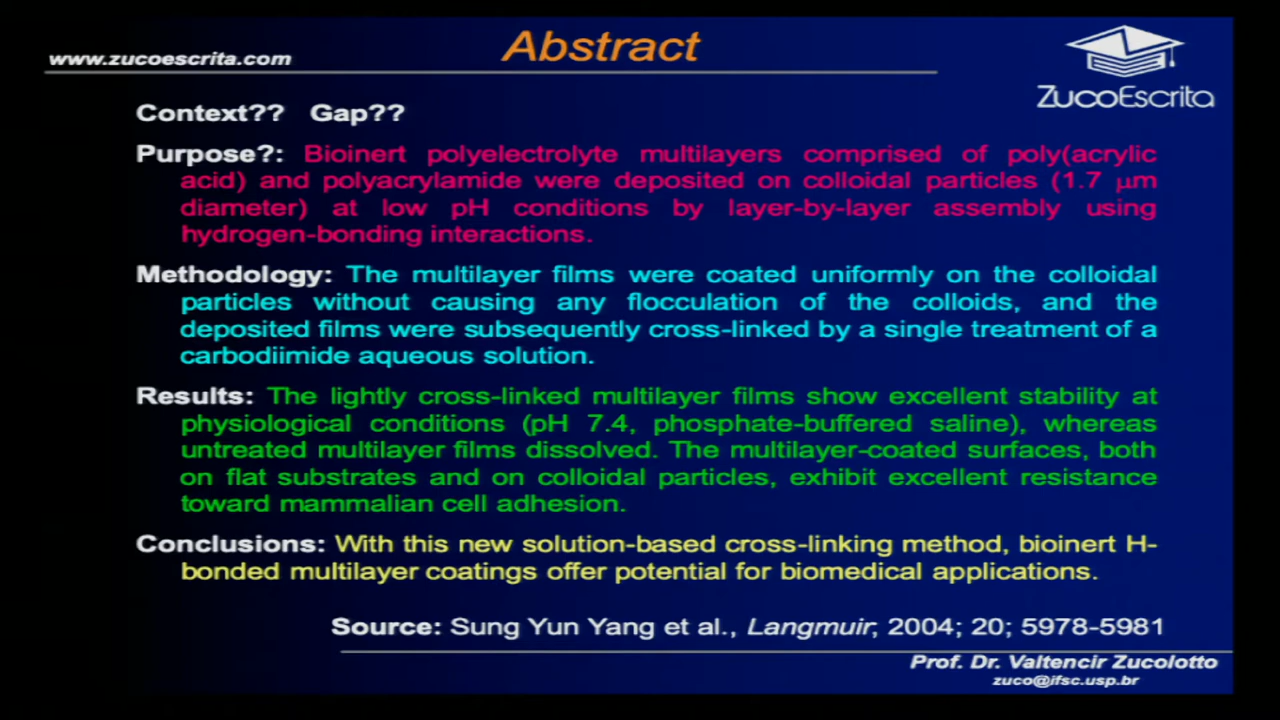 www.zucoescrita.com
Abstract
ZucoEscrita
Context?? Gap??
Purpose?: Bioinert polyelectrolyte multilayers comprised of poly(acrylic
acid) and polyacrylamide were deposited on colloidal particles (1.7 μm
diameter) at low pH conditions by layer-by-layer assembly using
hydrogen-bonding interactions.
Methodology: The multilayer films were coated uniformly on the colloidal
particles without causing any flocculation of the colloids, and the
deposited films were subsequently cross-linked by a single treatment of a
carbodiimide aqueous solution.
Results: The lightly cross-linked multilayer films show excellent stability at
physiological conditions (pH 7.4, phosphate-buffered saline), whereas
untreated multilayer films dissolved. The multilayer-coated surfaces, both
on flat substrates and on colloidal particles, exhibit excellent resistance
toward mammalian cell adhesion.
Conclusions: With this new solution-based cross-linking method, bioinert H-
bonded multilayer coatings offer potential for biomedical applications.
Source: Sung Yun Yang et al., Langmuir, 2004; 20; 5978-5981
Prof. Dr. Valtencir Zucolotto
zuco@ifsc.usp.br